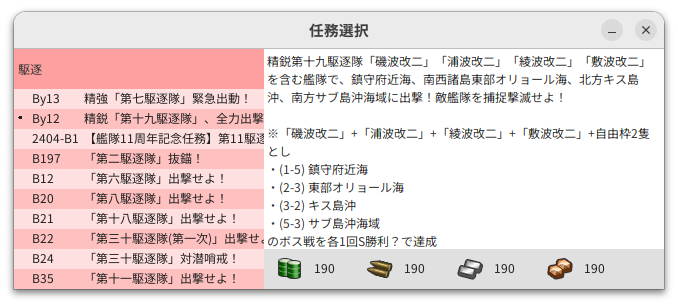 任務選択
駆逐
By13 精強「第七駆逐隊」緊急出動！
By12 精鋭「第十九駆逐隊」、全力出撃
2404-B1 【艦隊11周年記念任務】第11駆逐
B197 「第二駆逐隊」抜錨！
B12 「第六駆逐隊」出撃せよ！
B20 「第八駆逐隊」出撃せよ！
B21 「第十八駆逐隊」出撃せよ！
B22 「第三十駆逐隊(第一次)」出撃せよ
B24 「第三十駆逐隊」対潜哨戒！
B35 「第十一駆逐隊」出撃せよ！
精鋭第十九駆逐隊「磯波改二」「浦波改二」「綾波改二」「敷波改二」
を含む艦隊で、鎮守府近海、南西諸島東部オリョール海、北方キス島
沖、南方サブ島沖海域に出撃！敵艦隊を捕捉撃滅せよ！
※「磯波改二」+「浦波改二」+「綾波改二」+「敷波改二」+自由枠2隻
とし
・(1-5) 鎮守府近海
・(2-3) 東部オリョール海
・(3-2) キス島沖
・(5-3) サブ島沖海域
のボス戦を各1回S勝利？で達成
190 190 190 190